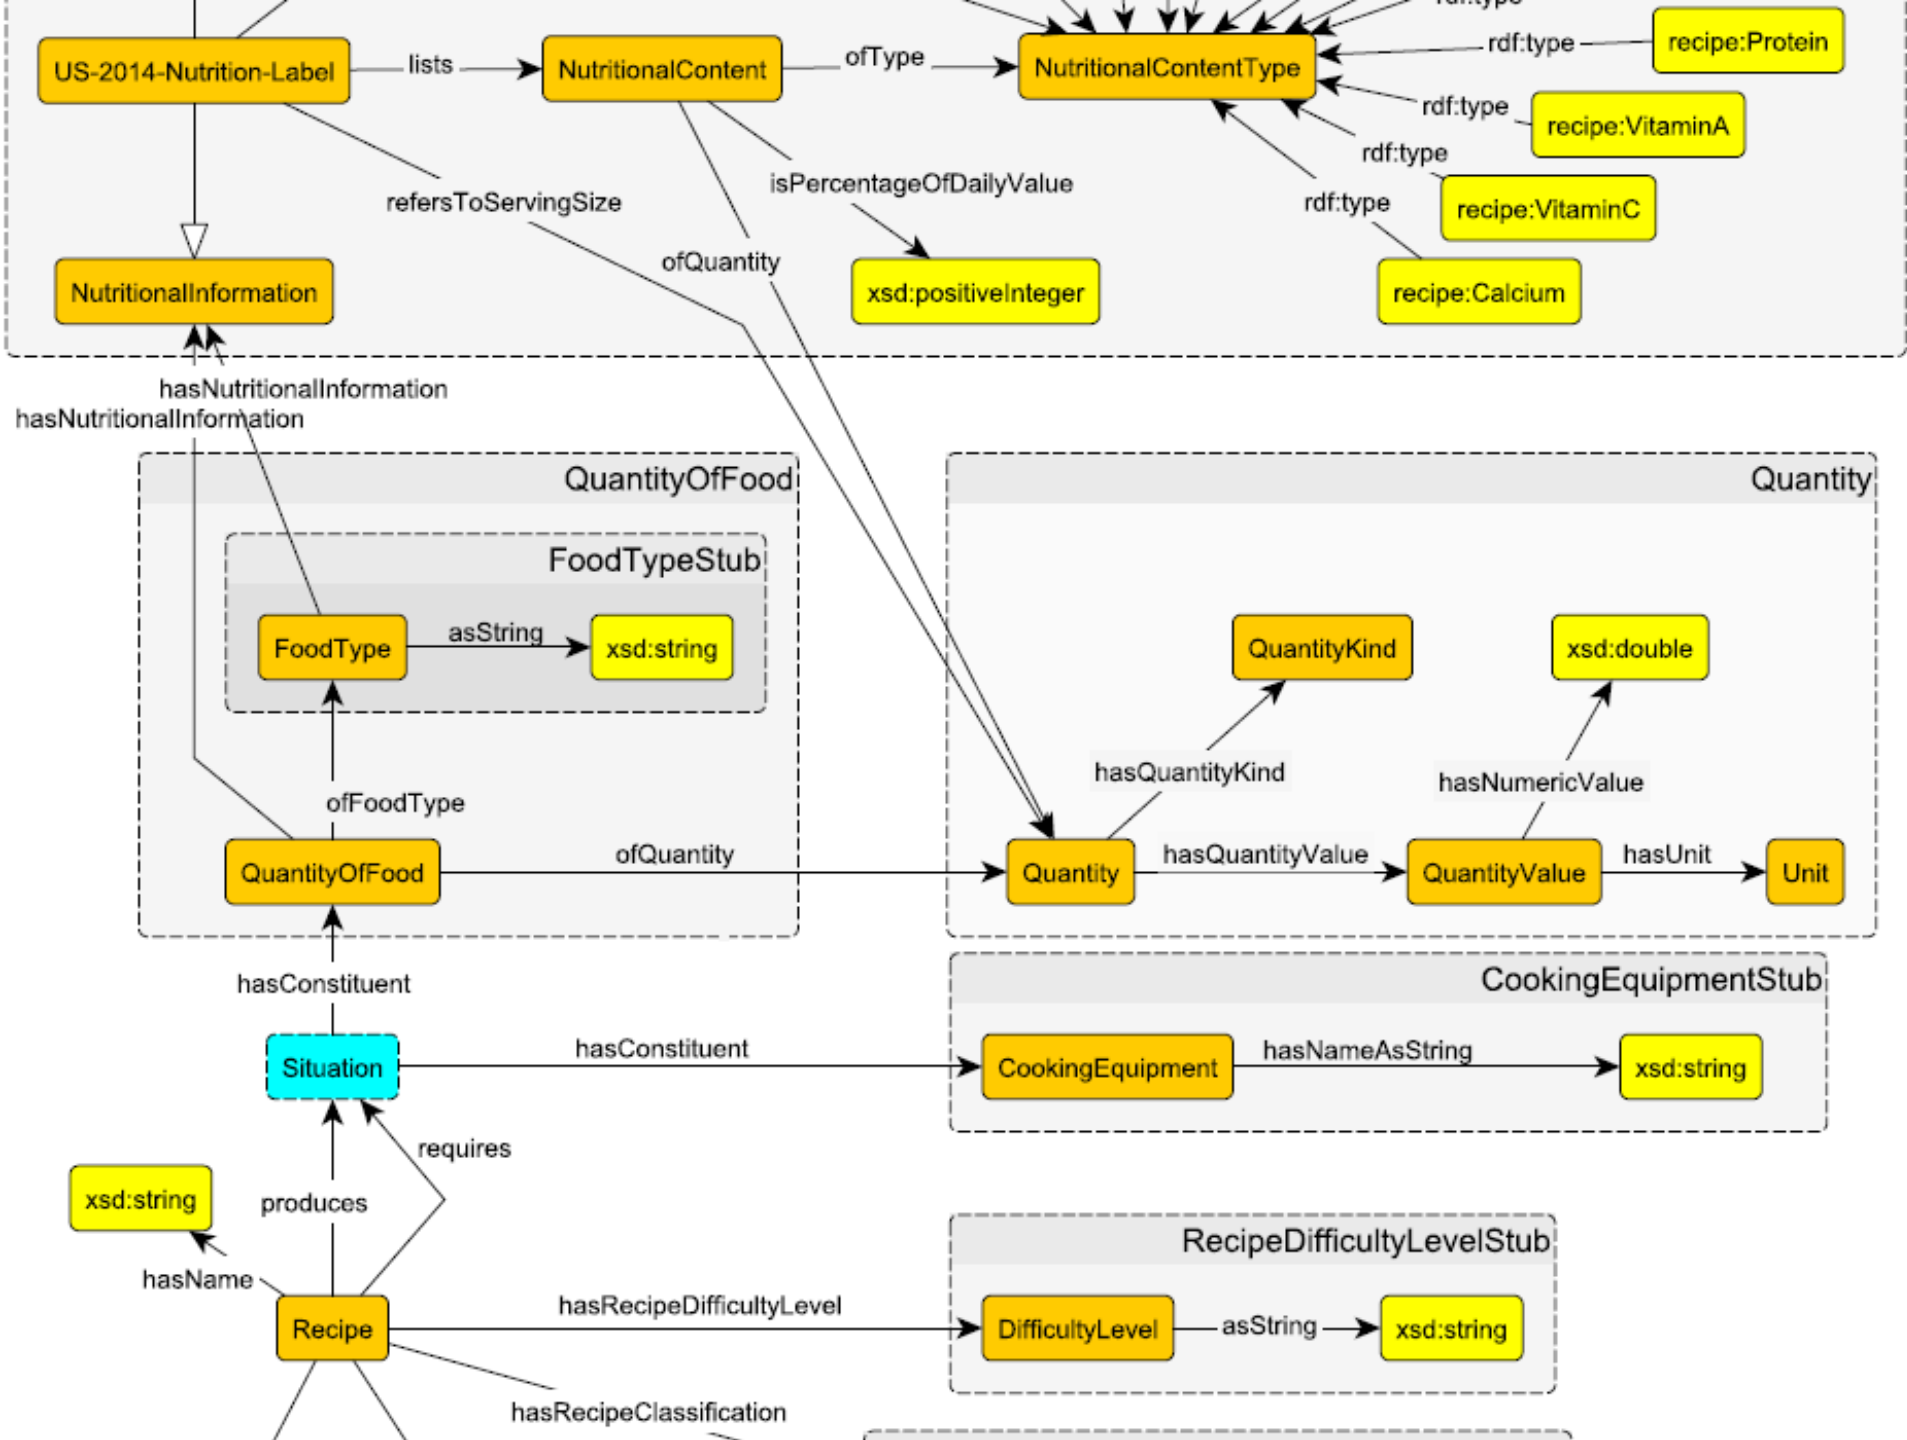 rdf:type
US-2014-Nutrition-Label
lists
NutritionalContent
ofType
NutritionalContentType
rdf:type
recipe:Protein
rdf:type
recipe:VitaminA
rdf:type
recipe:VitaminC
rdf:type
recipe:Calcium
isPercentageOfDailyValue
refersToServingSize
ofQuantity
NutritionalInformation
xsd:positiveInteger
hasNutritionalInformation
hasNutritionalInformation
QuantityOfFood
Quantity
FoodTypeStub
FoodType
asString
xsd:string
QuantityKind
xsd:double
hasQuantityKind
hasNumericValue
ofFoodType
QuantityOfFood
ofQuantity
Quantity
hasQuantityValue
QuantityValue
hasUnit
Unit
hasConstituent
CookingEquipmentStub
Situation
hasConstituent
CookingEquipment
hasNameAsString
xsd:string
requires
xsd:string
produces
RecipeDifficultyLevelStub
hasName
Recipe
hasRecipeDifficultyLevel
DifficultyLevel
asString
xsd:string
hasRecipeClassification